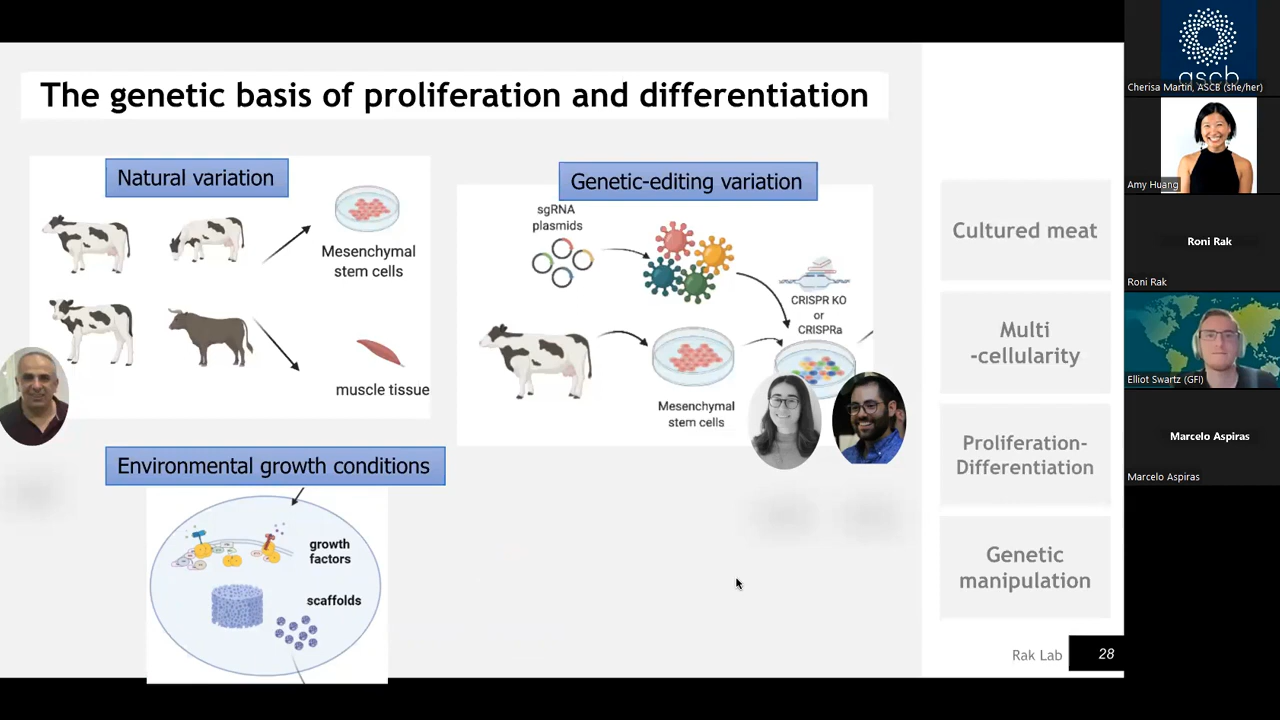 The genetic basis of proliferation and differentiation
Natural variation
Mesenchymal
stem cells
muscle tissue
Genetic-editing variation
sgRNA
plasmids
CRISPR KO
or
CRISPRa
Mesenchymal
stem cells
Environmental growth conditions
growth
factors
scaffolds
Cultured meat
Multi
-cellularity
Proliferation-
Differentiation
Genetic
manipulation
Rak Lab
28
ascb
Cherisa Martin, ASCB (she/her)
Amy Huang
Roni Rak
Roni Rak
Elliot Swartz (GFI)
Marcelo Aspiras
Marcelo Aspiras